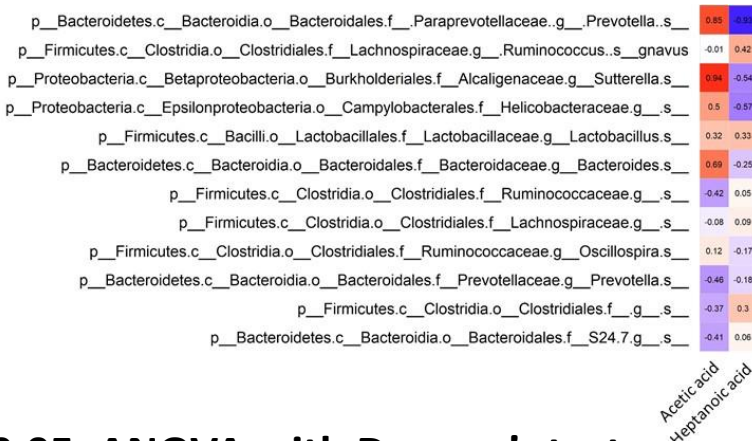 p__Bacteroidetes.c__Bacteroidia.o__Bacteroidales.f__.Paraprevotellaceae..g__.Prevotella..s__ 0.85 -0.93
p__Firmicutes.c__Clostridia.o__Clostridiales.f__Lachnospiraceae.g__.Ruminococcus..s__gnavus -0.01 0.42
p__Proteobacteria.c__Betaproteobacteria.o__Burkholderiales.f__Alcaligenaceae.g__Sutterella.s__ 0.94 -0.54
p__Proteobacteria.c__Epsilonproteobacteria.o__Campylobacterales.f__Helicobacteraceae.g__.s__ 0.5 -0.57
p__Firmicutes.c__Bacilli.o__Lactobacillales.f__Lactobacillaceae.g__Lactobacillus.s__ 0.32 0.33
p__Bacteroidetes.c__Bacteroidia.o__Bacteroidales.f__Bacteroidaceae.g__Bacteroides.s__ 0.69 -0.25
p__Firmicutes.c__Clostridia.o__Clostridiales.f__Ruminococcaceae.g__.s__ -0.42 0.05
p__Firmicutes.c__Clostridia.o__Clostridiales.f__Lachnospiraceae.g__.s__ -0.08 0.09
p__Firmicutes.c__Clostridia.o__Clostridiales.f__Ruminococcaceae.g__Oscillospira.s__ 0.12 -0.17
p__Bacteroidetes.c__Bacteroidia.o__Bacteroidales.f__Prevotellaceae.g__Prevotella.s__ -0.46 -0.18
p__Firmicutes.c__Clostridia.o__Clostridiales.f__.g__.s__ -0.37 0.3
p__Bacteroidetes.c__Bacteroidia.o__Bacteroidales.f__S24.7.g__.s__ -0.41 0.06
Acetic acid
Heptanoic acid